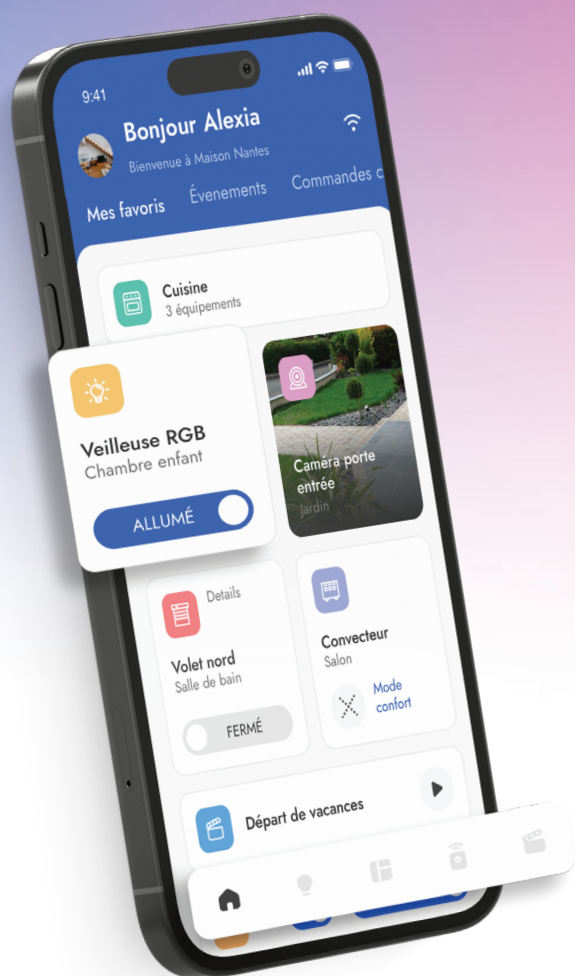 9:41
Bonjour Alexia
Bienvenue à Maison Nantes
Mes favoris Évenements Commandes c
Cuisine
3 équipements
Veilleuse RGB
Chambre enfant
ALLUMÉ
Caméra porte
entrée
Jardin
Details
Volet nord
Salle de bain
FERMÉ
Convecteur
Salon
Mode
confort
Départ de vacances